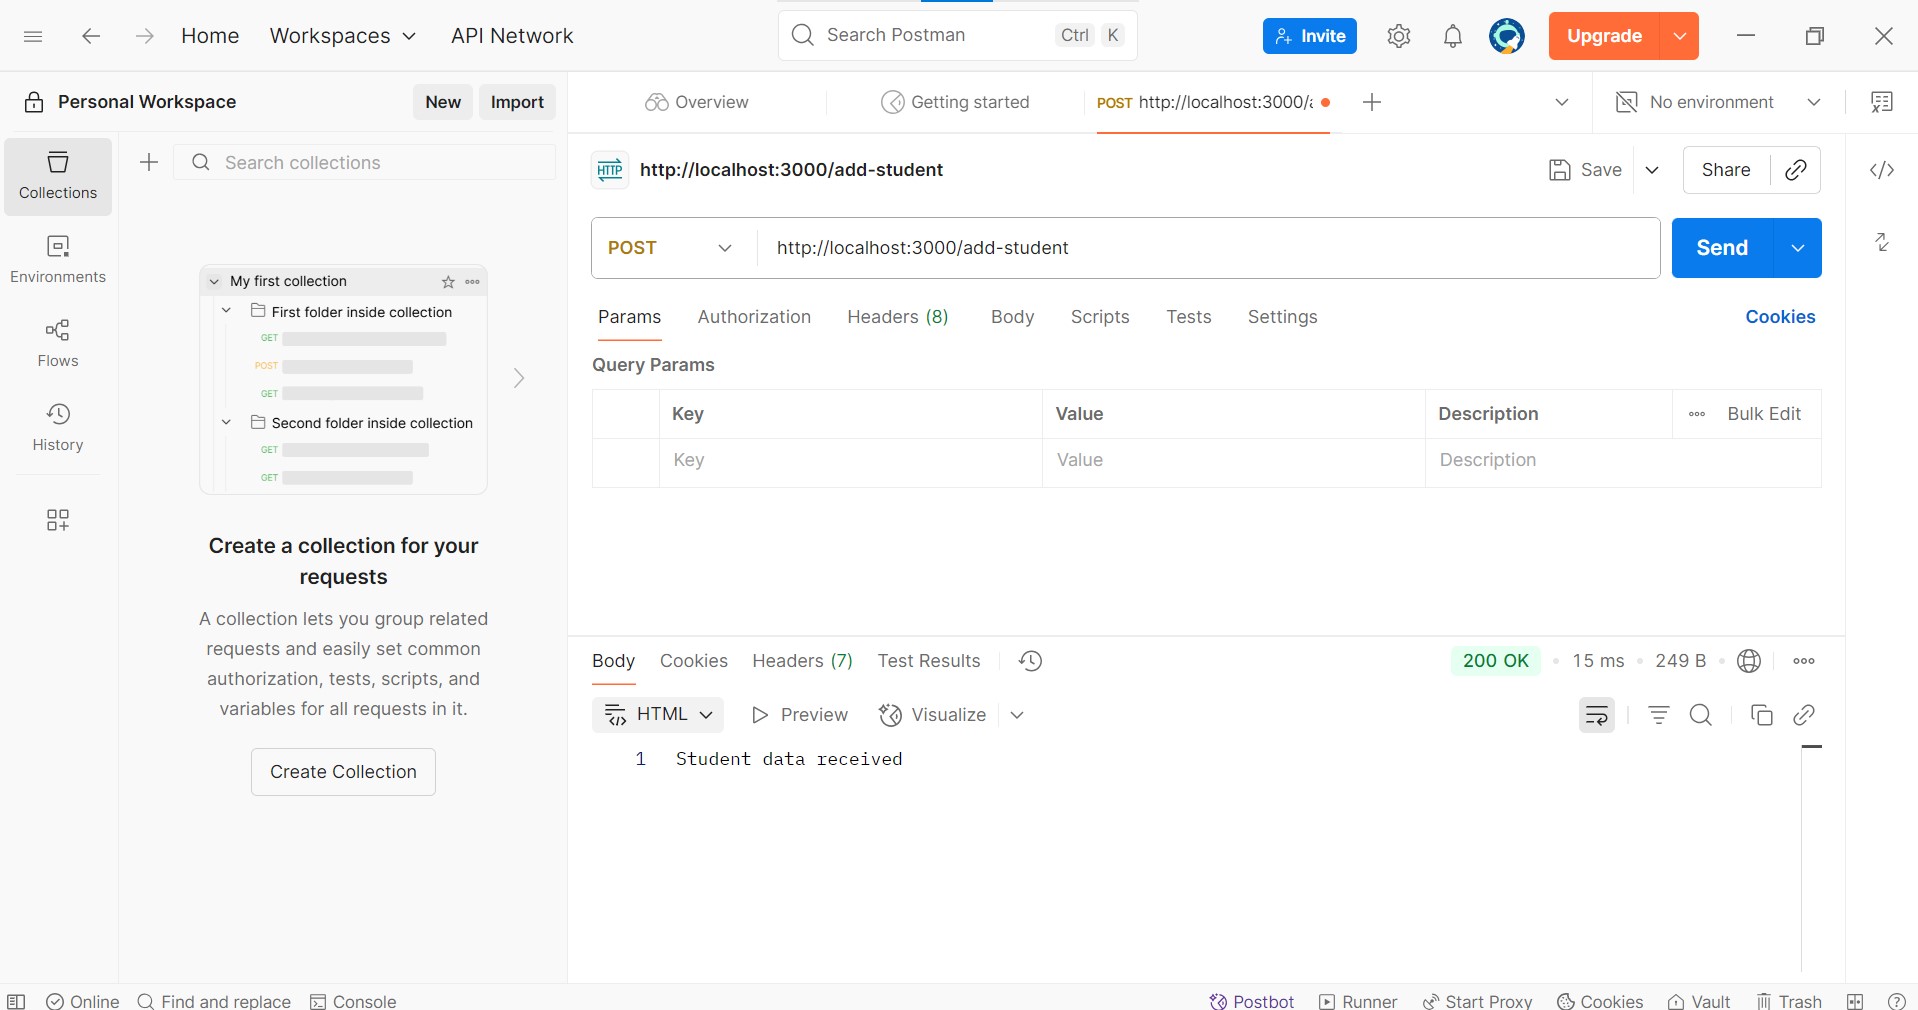 Home Workspaces API Network Search Postman Ctrl K Invite Upgrade
Personal Workspace New Import
Overview Getting started POST http://localhost:3000/a No environment
Collections
Environments
Flows
History
Search collections
My first collection
First folder inside collection
GET
POST
GET
Second folder inside collection
GET
GET
Create a collection for your
requests
A collection lets you group related
requests and easily set common
authorization, tests, scripts, and
variables for all requests in it.
Create Collection
HTTP http://localhost:3000/add-student Save Share
POST http://localhost:3000/add-student Send
Params Authorization Headers (8) Body Scripts Tests Settings Cookies
Query Params
Key Value Description Bulk Edit
Key Value Description
Body Cookies Headers (7) Test Results 200 OK 15 ms 249 B
HTML Preview Visualize
1 Student data received
Online Find and replace Console Postbot Runner Start Proxy Cookies Vault Trash